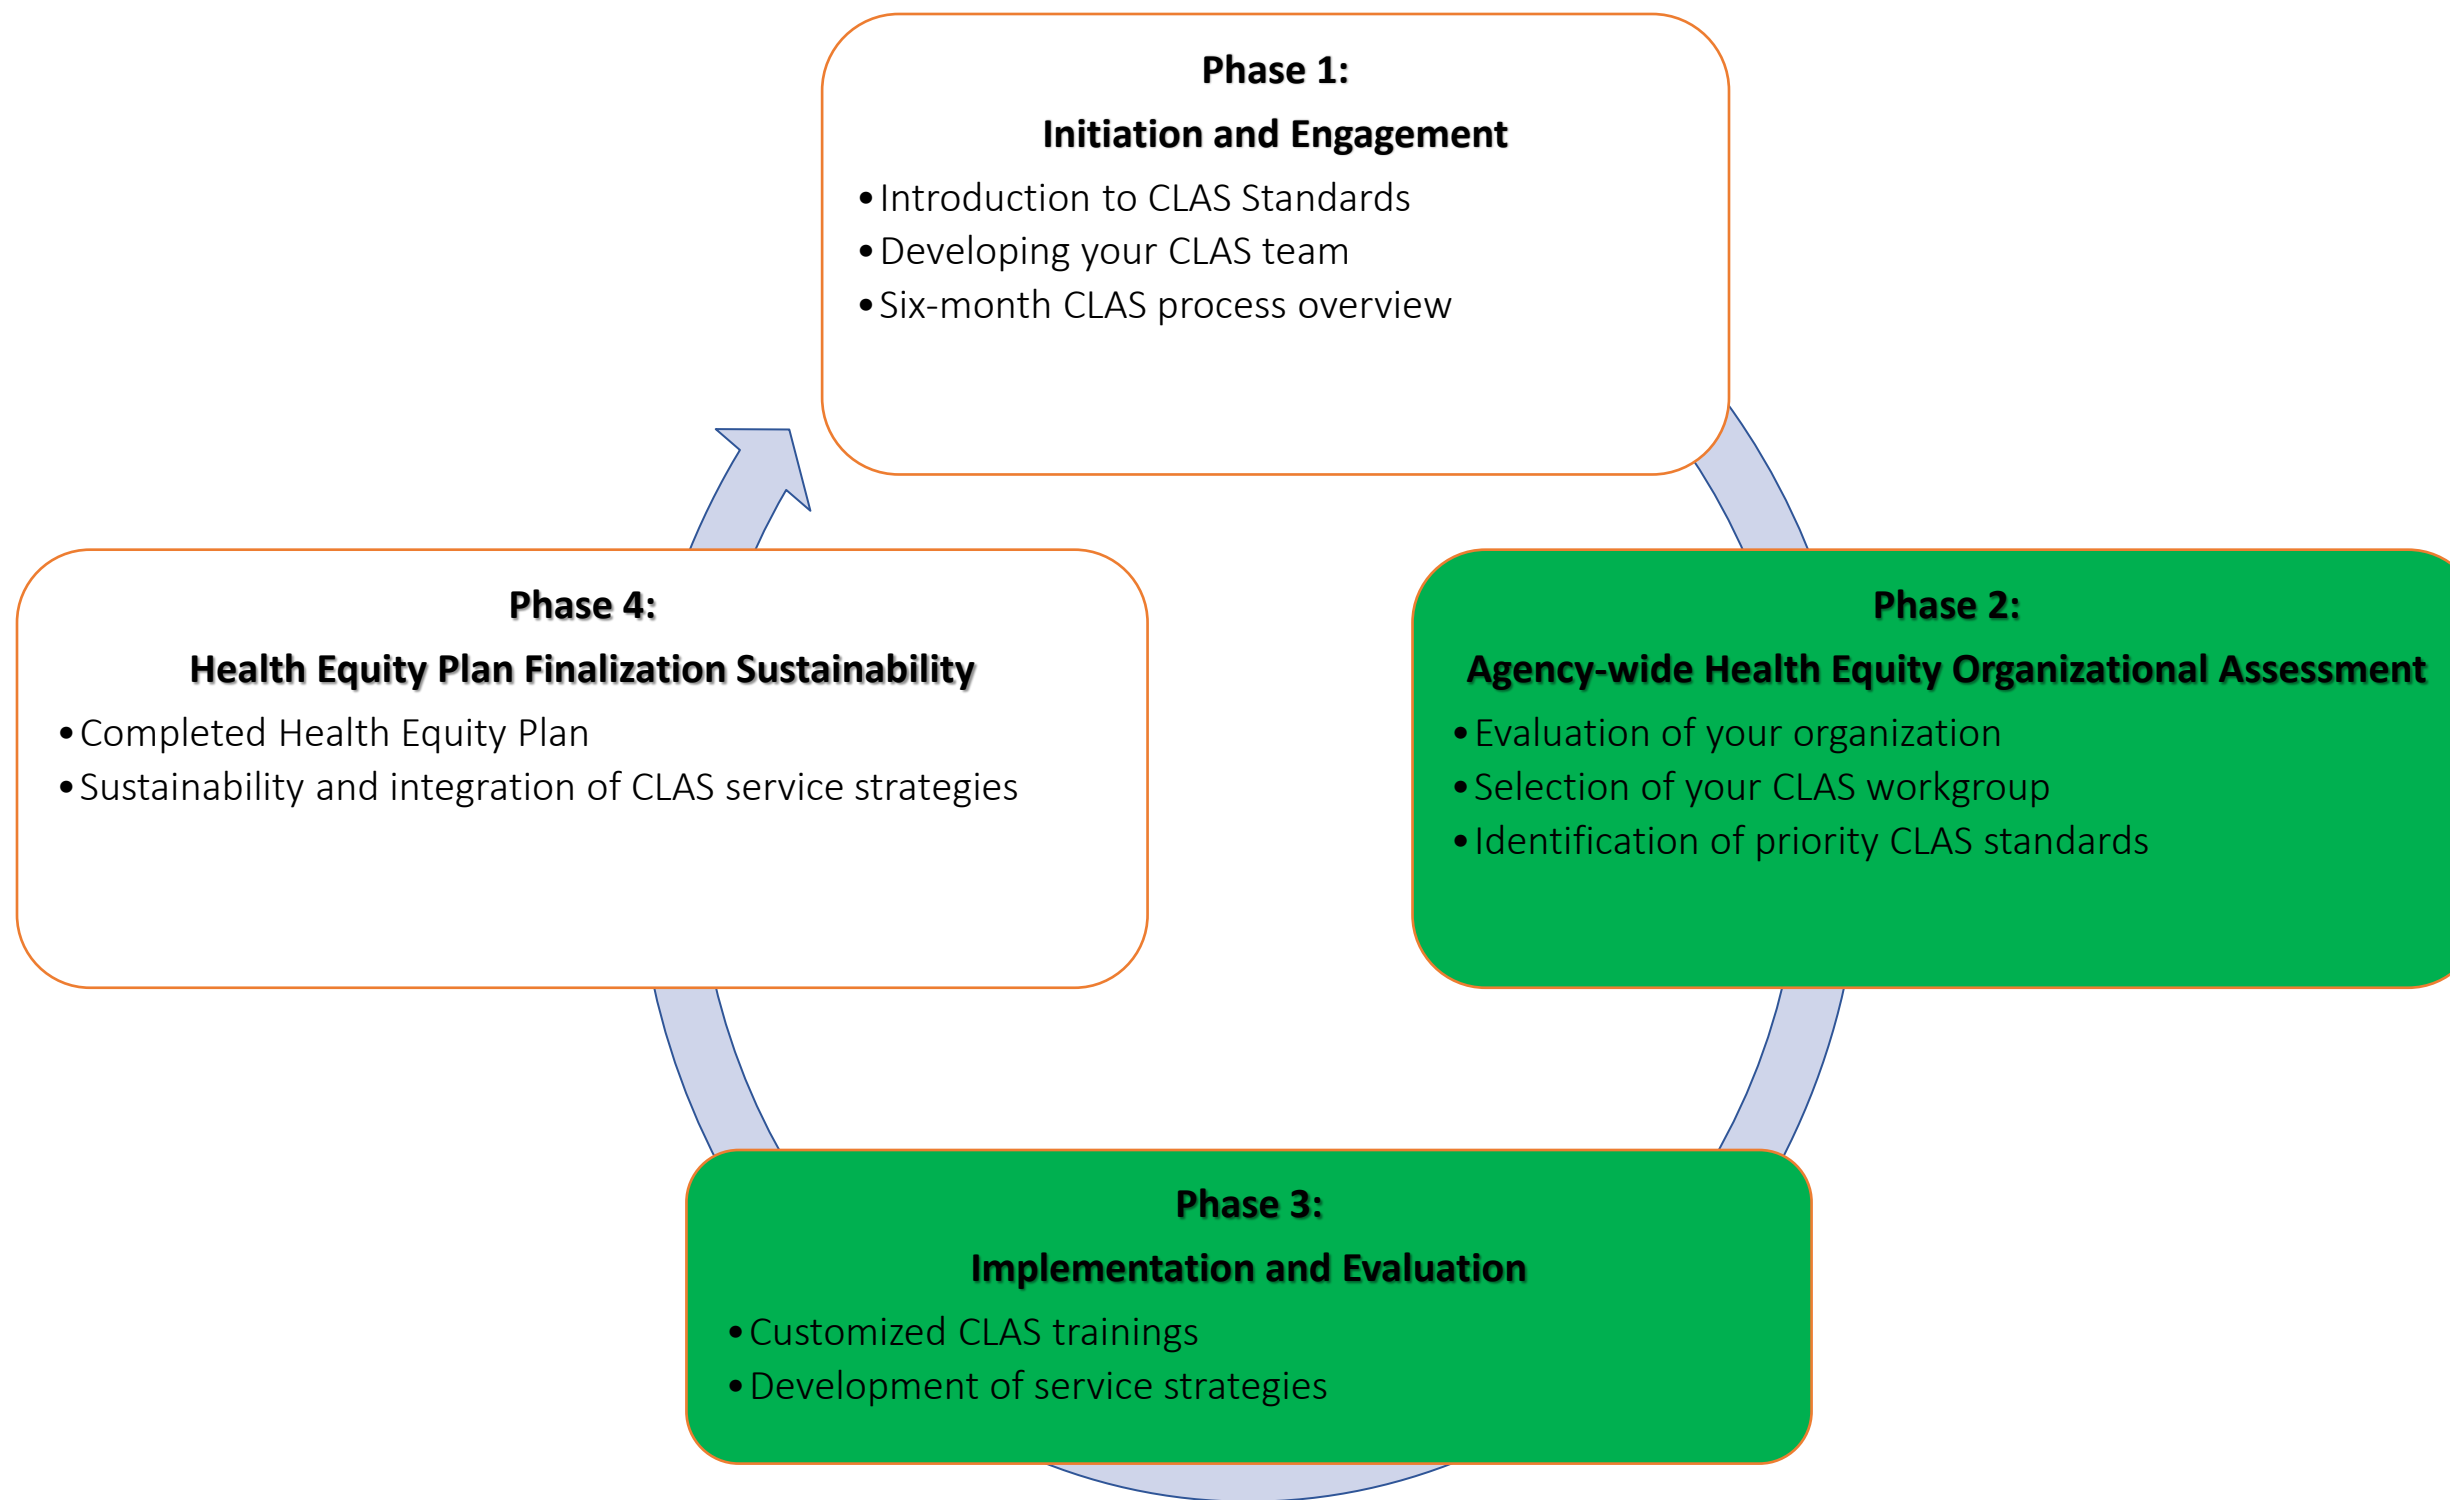 Phase 1:
Initiation and Engagement
•Introduction to CLAS Standards
•Developing your CLAS team
•Six-month CLAS process overview
Phase 2:
Agency-wide Health Equity Organizational Assessment
•Evaluation of your organization
•Selection of your CLAS workgroup
•Identification of priority CLAS standards
Phase 3:
Implementation and Evaluation
•Customized CLAS trainings
•Development of service strategies
Phase 4:
Health Equity Plan Finalization Sustainability
•Completed Health Equity Plan
•Sustainability and integration of CLAS service strategies